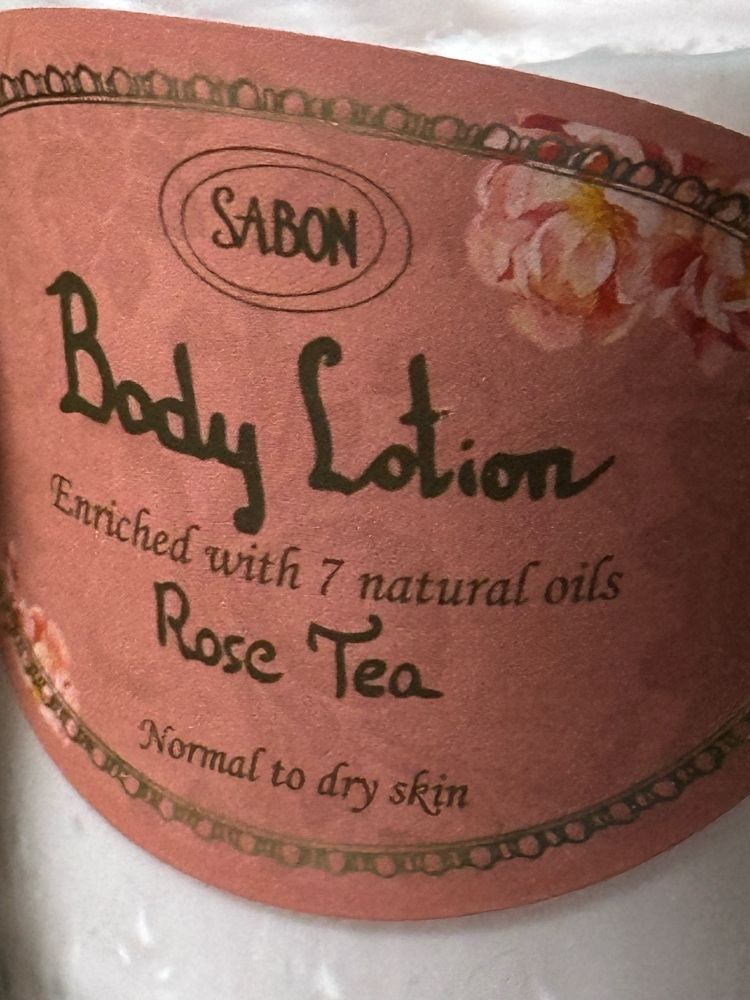 SABON
Body Lotion
Enriched with 7 natural oils
Rose Tea
Normal to dry skin